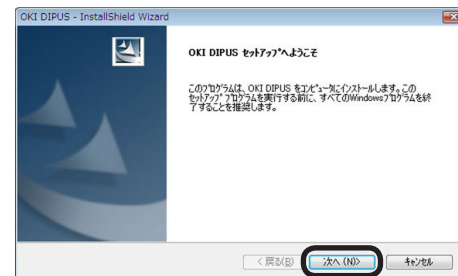 OKI DIPUS - InstallShield Wizard
OKI DIPUS ｾｯﾄｱｯﾌﾟへようこそ
このﾌﾟﾛｸﾞﾗﾑは、OKI DIPUS をｺﾝﾋﾟｭｰﾀにｲﾝｽﾄｰﾙします。この
ｾｯﾄｱｯﾌﾟ ﾌﾟﾛｸﾞﾗﾑを実行する前に、すべてのWindowsﾌﾟﾛｸﾞﾗﾑを終
了することを推奨します。
< 戻る(B)
次へ (N)>
ｷｬﾝｾﾙ